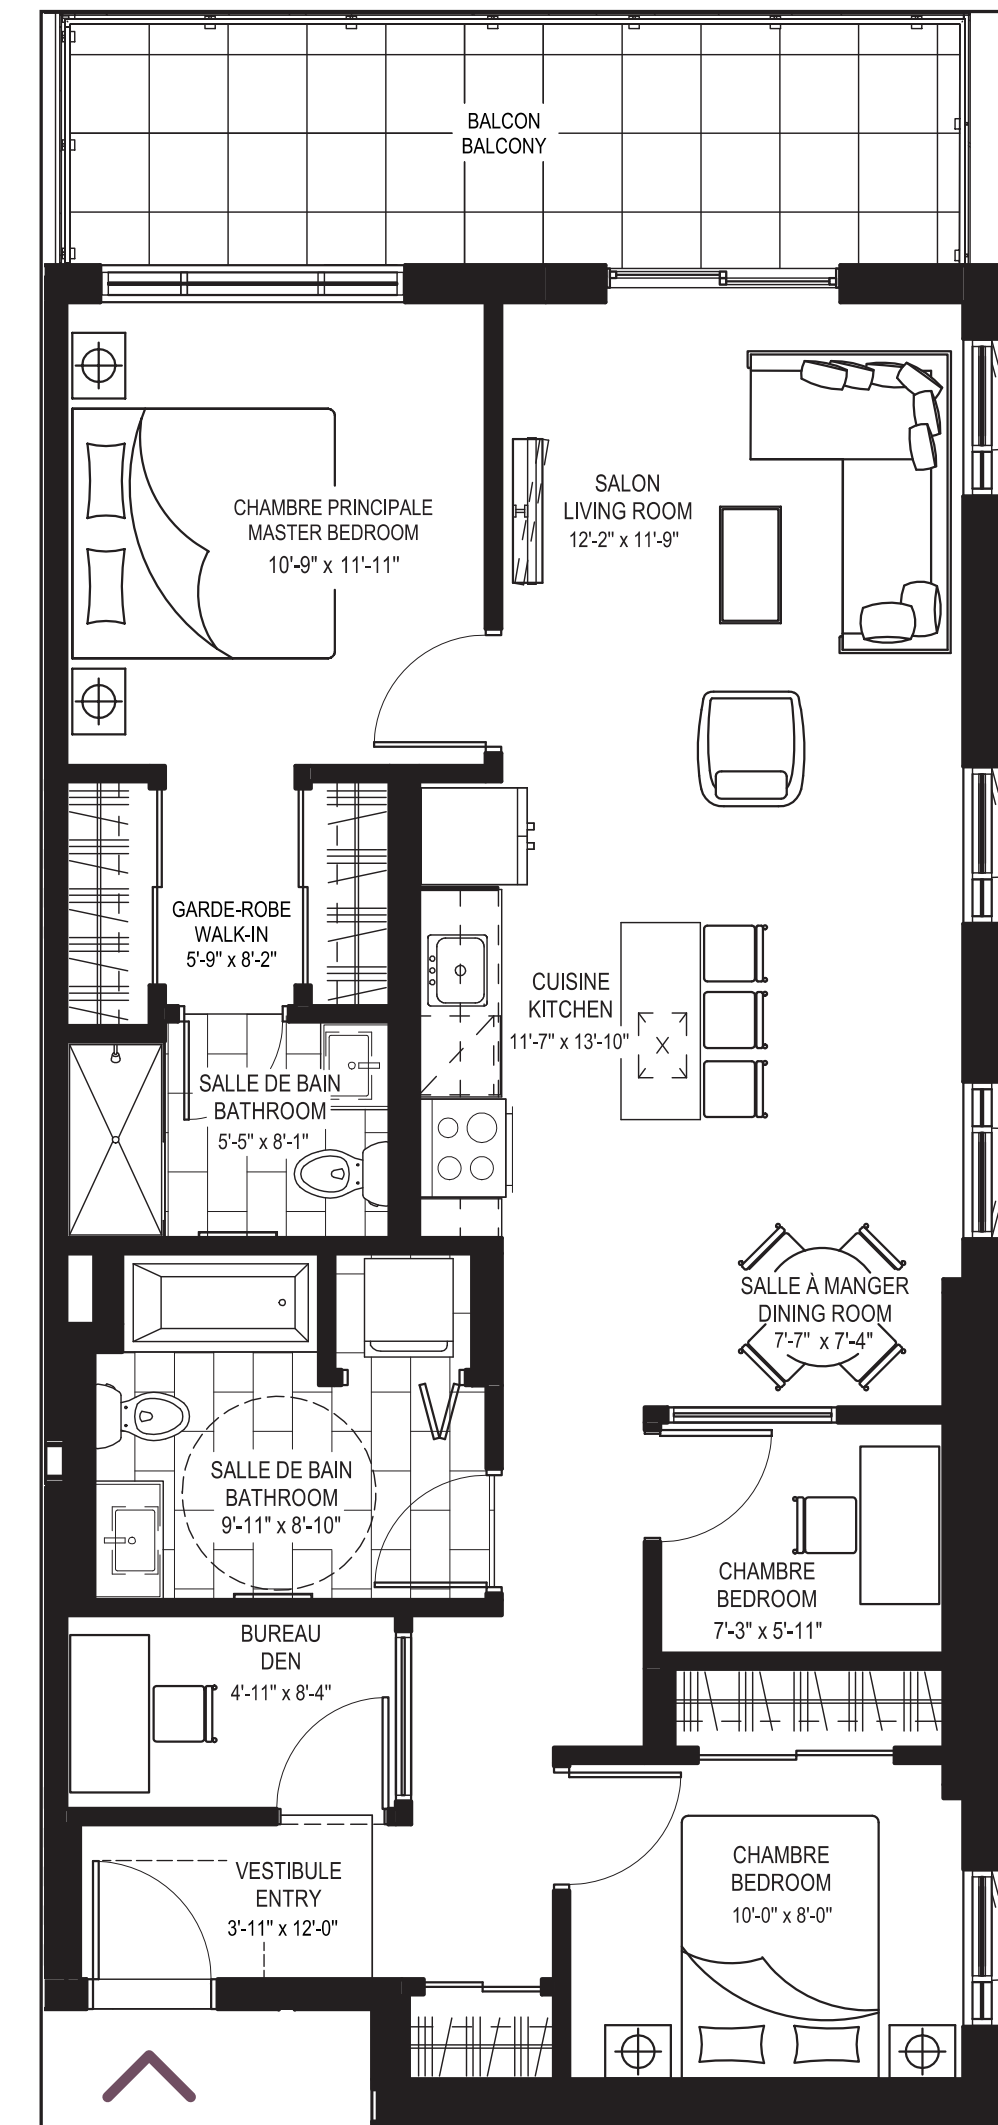 BALCON
BALCONY
CHAMBRE PRINCIPALE
MASTER BEDROOM
10'-9" x 11'-11"
SALON
LIVING ROOM
12'-2" x 11'-9"
GARDE-ROBE
WALK-IN
5'-9" x 8'-2"
CUISINE
KITCHEN
11'-7" x 13'-10"
SALLE DE BAIN
BATHROOM
5'-5" x 8'-1"
SALLE À MANGER
DINING ROOM
7'-7" x 7'-4"
SALLE DE BAIN
BATHROOM
9'-11" x 8'-10"
CHAMBRE
BEDROOM
7'-3" x 5'-11"
BUREAU
DEN
4'-11" x 8'-4"
VESTIBULE
ENTRY
3'-11" x 12'-0"
CHAMBRE
BEDROOM
10'-0" x 8'-0"